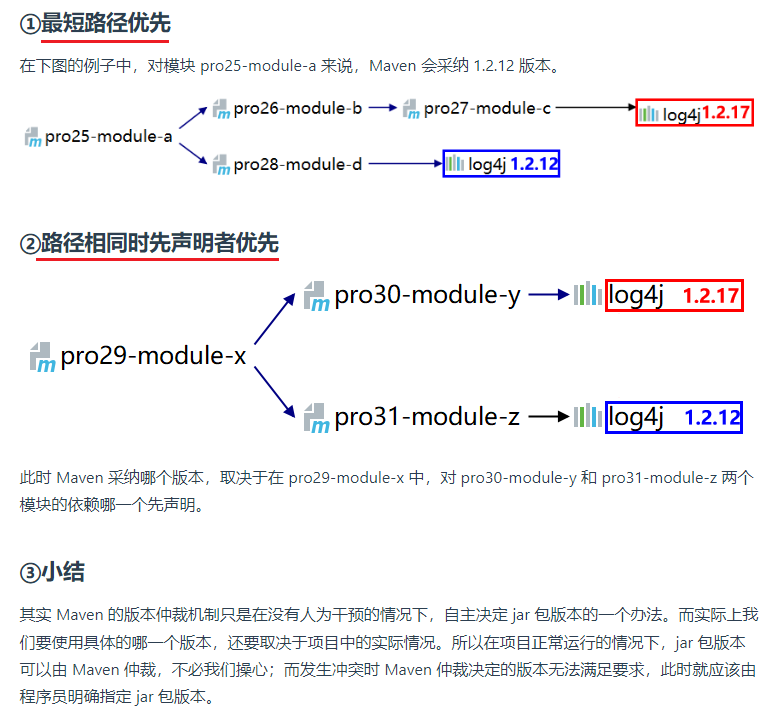 ①最短路径优先
在下图的例子中，对模块 pro25-module-a 来说，Maven 会采纳 1.2.12 版本。
pro26-module-b
pro27-module-c
log4j 1.2.17
pro25-module-a
pro28-module-d
log4j 1.2.12
②路径相同时先声明者优先
pro30-module-y
log4j 1.2.17
pro29-module-x
pro31-module-z
log4j 1.2.12
此时 Maven 采纳哪个版本，取决于在 pro29-module-x 中，对 pro30-module-y 和 pro31-module-z 两个
模块的依赖哪一个先声明。
③小结
其实 Maven 的版本仲裁机制只是在没有人为干预的情况下，自主决定 jar 包版本的一个办法。而实际上我
们要使用具体的哪一个版本，还要取决于项目中的实际情况。所以在项目正常运行的情况下，jar 包版本
可以由 Maven 仲裁，不必我们操心；而发生冲突时 Maven 仲裁决定的版本无法满足要求，此时就应该由
程序员明确指定 jar 包版本。